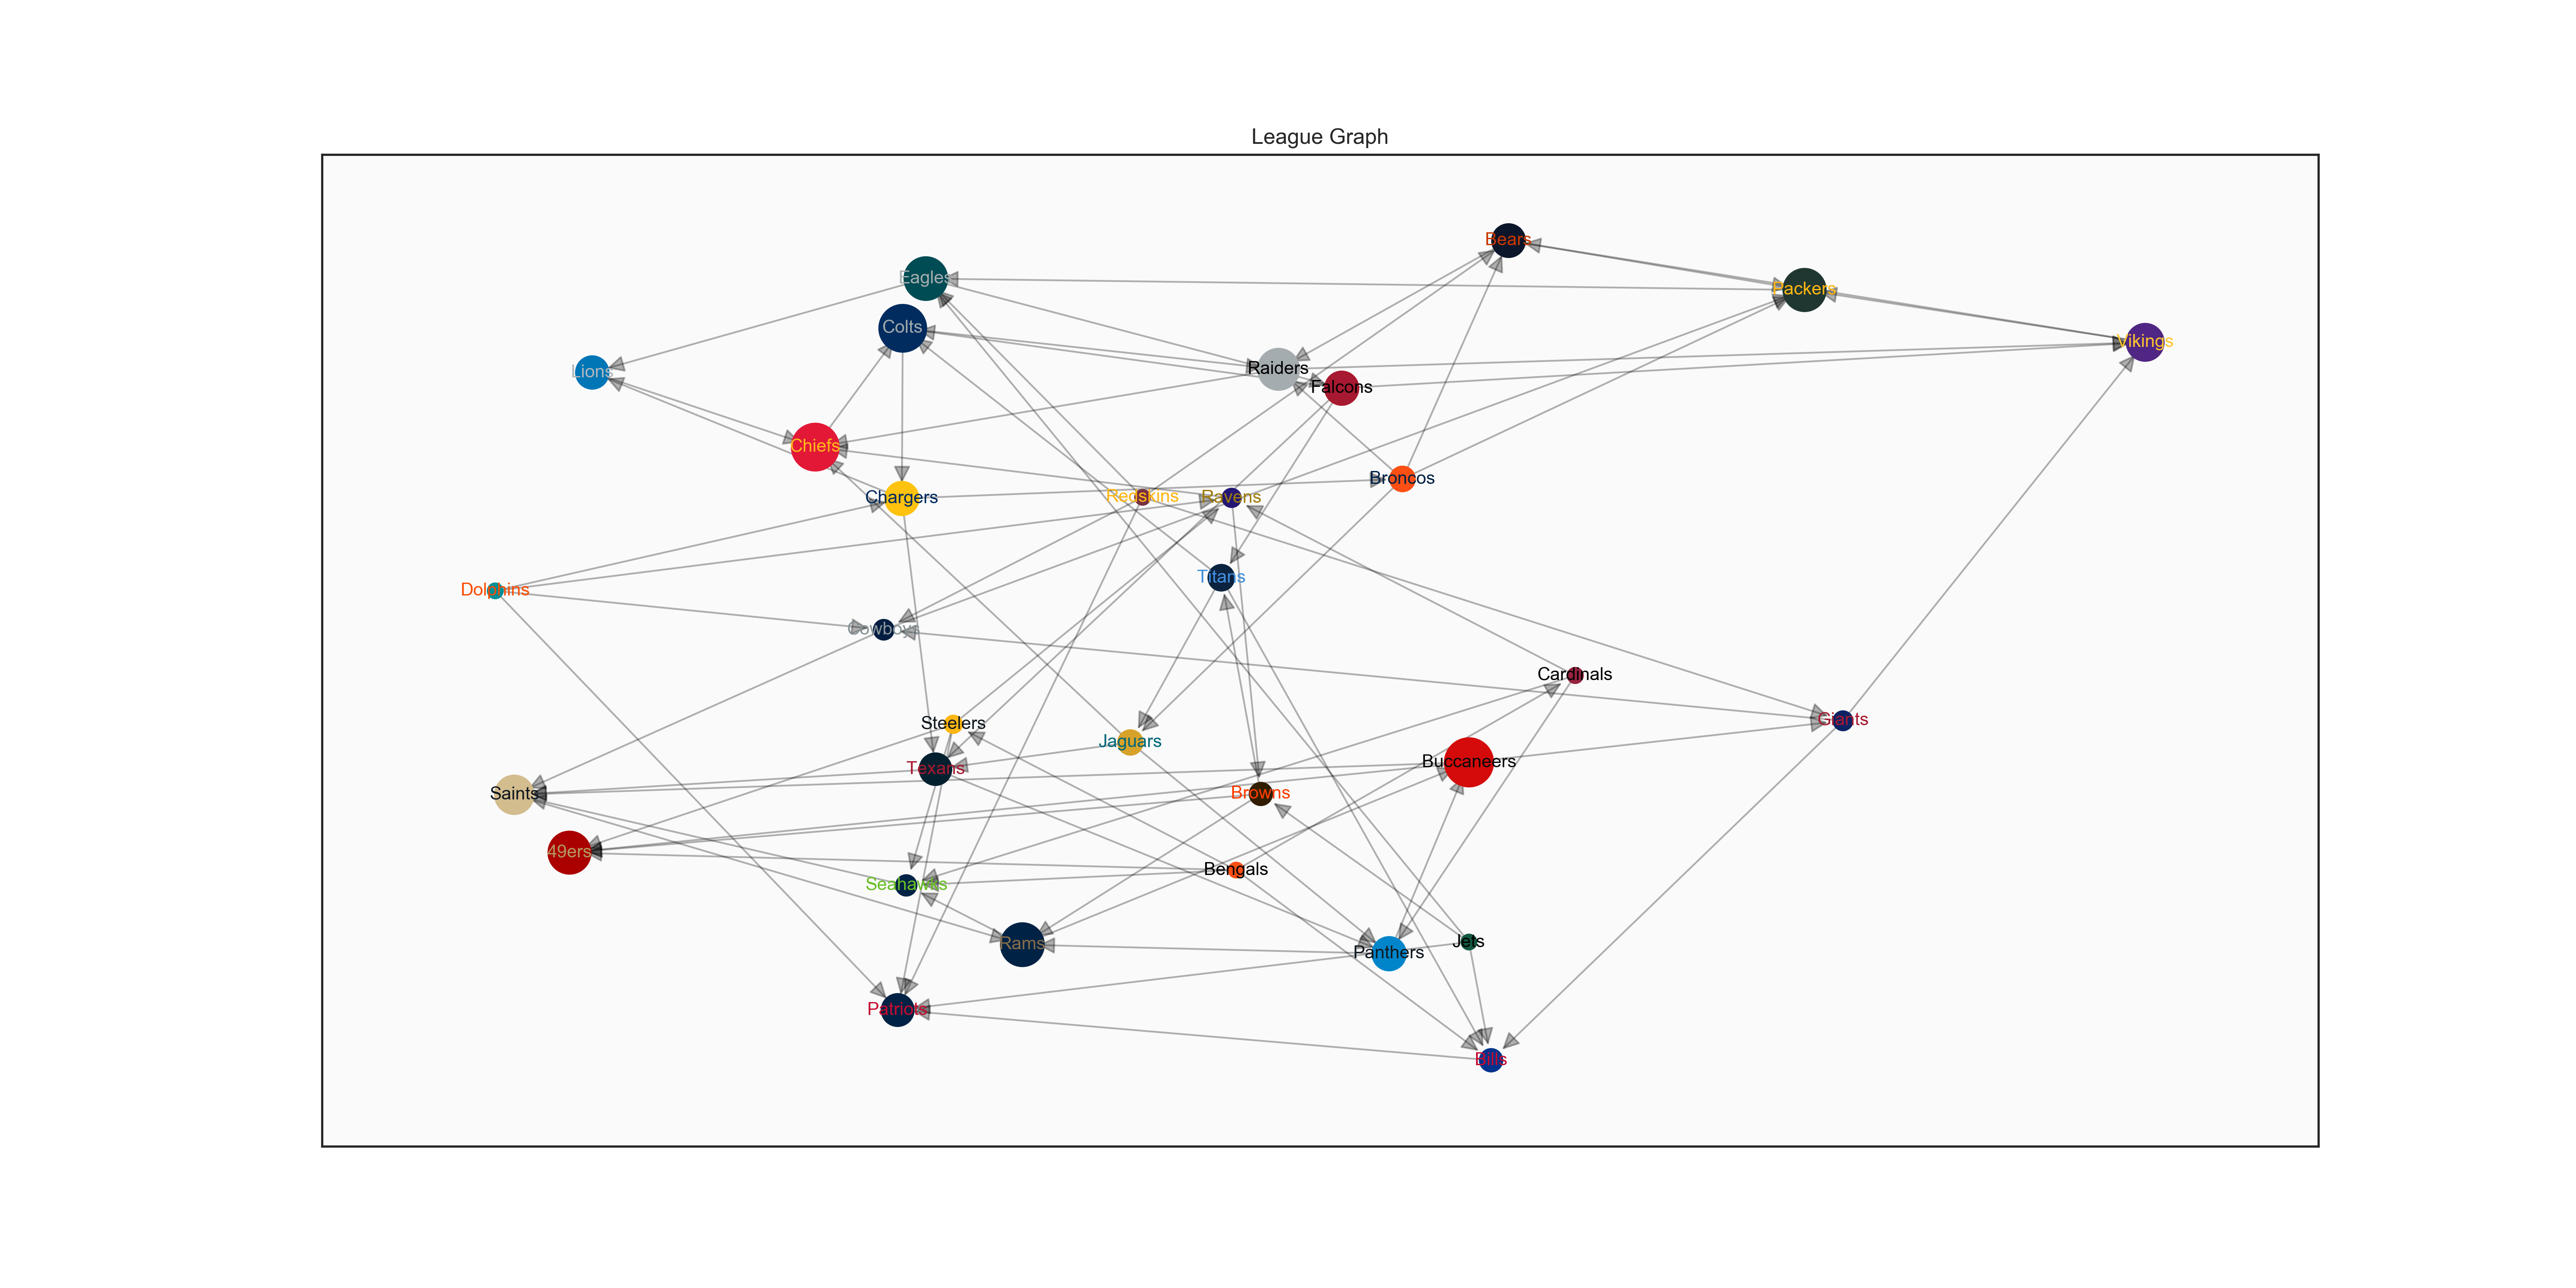 League Graph
Bears
Eagles
Packers
Colts
Vikings
Raiders
Lions
Falcons
Chiefs
Broncos
Chargers
Redskins
Ravens
Titans
Dolphins
Cowboys
Cardinals
Giants
Steelers
Jaguars
Buccaneers
Texans
Saints
Browns
49ers
Bengals
Seahawks
Jets
Rams
Panthers
Patriots
Bills